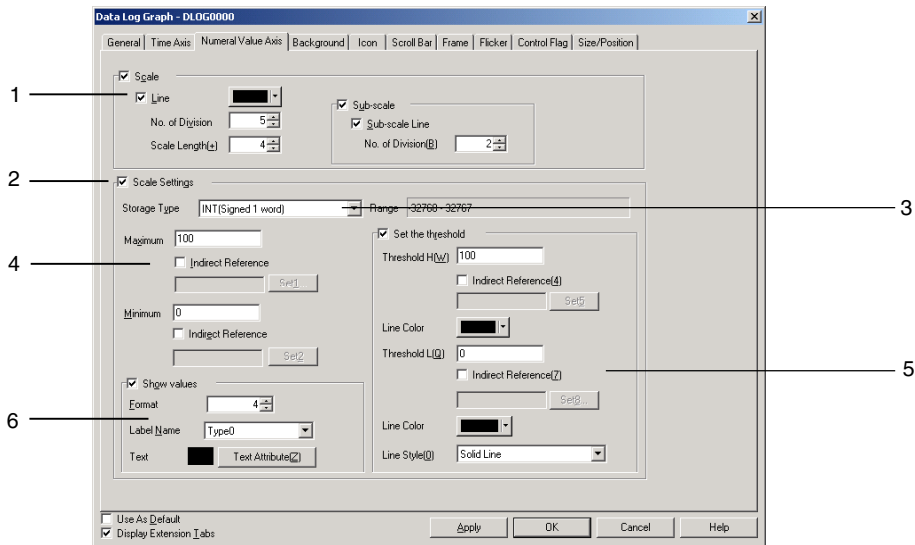 Data Log Graph - DLOG0000
General Time Axis Numeral Value Axis Background Icon Scroll Bar Frame Flicker Control Flag Size/Position
Scale
1
Line
Sub-scale
No. of Division 5
Sub-scale Line
Scale Length(+) 4
No. of Division(B) 2
2
Scale Settings
Storage Type INT(Signed 1 word) Range -32768 - 32767
3
Maximum 100
Indirect Reference
Set1...
4
Minimum 0
Indirect Reference
Set2
Set the threshold
Threshold H(W) 100
Indirect Reference(4)
Set5
Line Color
Threshold L(Q) 0
Indirect Reference(7)
5
Set8...
Line Color
Line Style(0) Solid Line
Show values
Format 4
6
Label Name Type0
Text Text Attribute(Z)
Use As Default
Display Extension Tabs
Apply OK Cancel Help